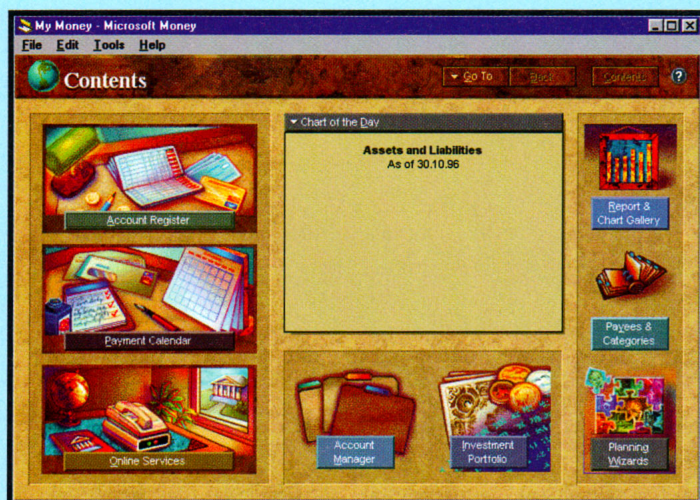 My Money - Microsoft Money
File Edit Tools Help
Contents
Go To Back Contents ?
Chart of the Day
Assets and Liabilities
As of 30.10.96
Account Register
Payment Calendar
Online Services
Account
Manager
Investment
Portfolio
Report &
Chart Gallery
Payees &
Categories
Planning
Wizards